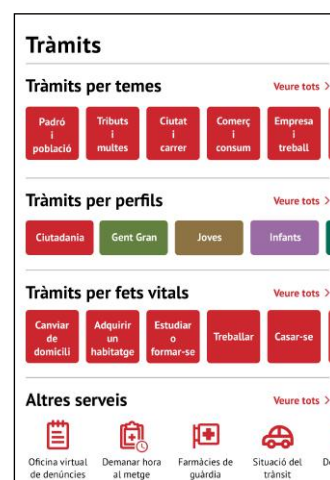 Tràmits
Tràmits per temes
Veure tots >
Padró
i
població
Tributs
i
multes
Ciutat
i
carrer
Comerç
i
consum
Empresa
i
treball
Tràmits per perfils
Veure tots >
Ciutadania
Gent Gran
Joves
Infants
Tràmits per fets vitals
Veure tots >
Canviar
de
domicili
Adquirir
un
habitatge
Estudiar
o
formar-se
Treballar
Casar-se
Altres serveis
Veure tots >
Oficina virtual
de denúncies
Demanar hora
al metge
Farmàcies de
guàrdia
Situació del
trànsit